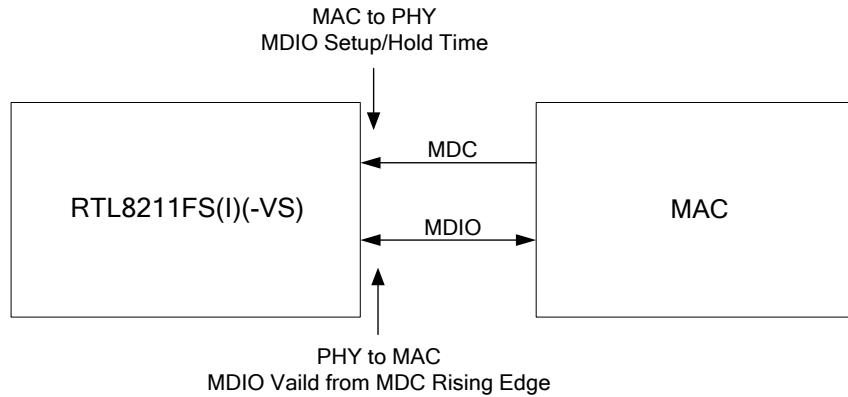 MAC to PHY
MDIO Setup/Hold Time
MDC
RTL8211FS(I)(-VS)
MAC
MDIO
PHY to MAC
MDIO Vaild from MDC Rising Edge